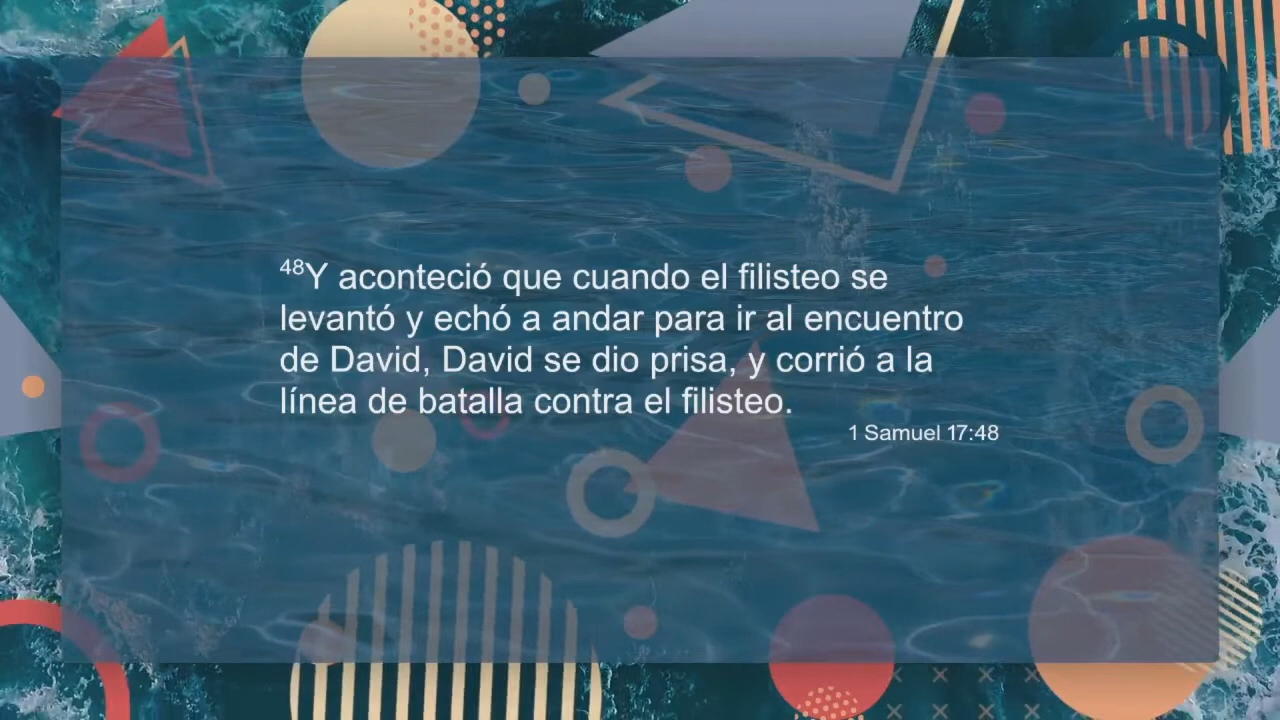 48Y aconteció que cuando el filisteo se
levantó y echó a andar para ir al encuentro
de David, David se dio prisa, y corrió a la
línea de batalla contra el filisteo.
1 Samuel 17:48